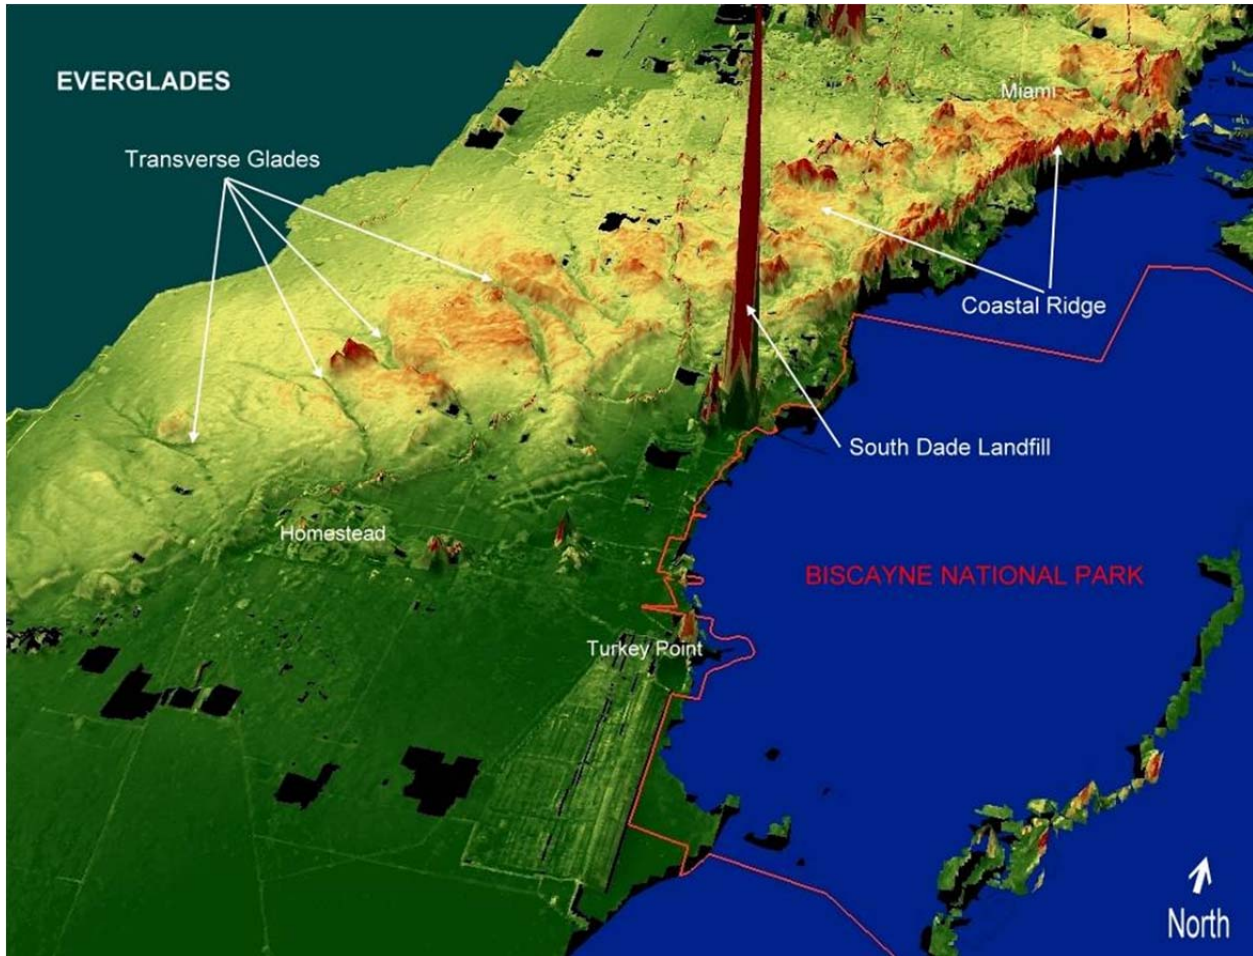 EVERGLADES
Miami
Transverse Glades
Coastal Ridge
South Dade Landfill
Homestead
BISCAYNE NATIONAL PARK
Turkey Point
North